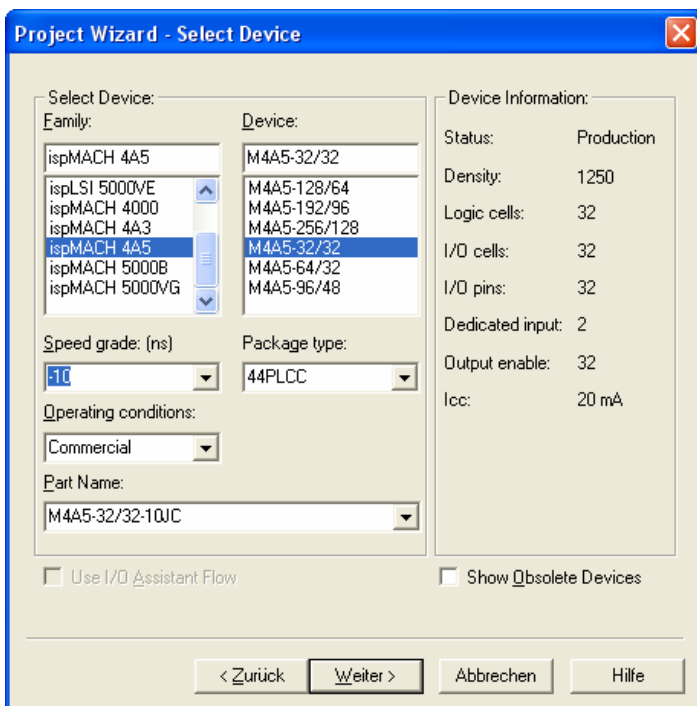 Project Wizard - Select Device
Select Device:
Family:
ispMACH 4A5
ispLSI 5000VE
ispMACH 4000
ispMACH 4A3
ispMACH 4A5
ispMACH 5000B
ispMACH 5000VG
Device:
M4A5-32/32
M4A5-128/64
M4A5-192/96
M4A5-256/128
M4A5-32/32
M4A5-64/32
M4A5-96/48
Speed grade: (ns)
-10
Package type:
44PLCC
Operating conditions:
Commercial
Part Name:
M4A5-32/32-10JC
Device Information:
Status: Production
Density: 1250
Logic cells: 32
I/O cells: 32
I/O pins: 32
Dedicated input: 2
Output enable: 32
Icc: 20 mA
Use I/O Assistant Flow
Show Obsolete Devices
< Zurück
Weiter >
Abbrechen
Hilfe